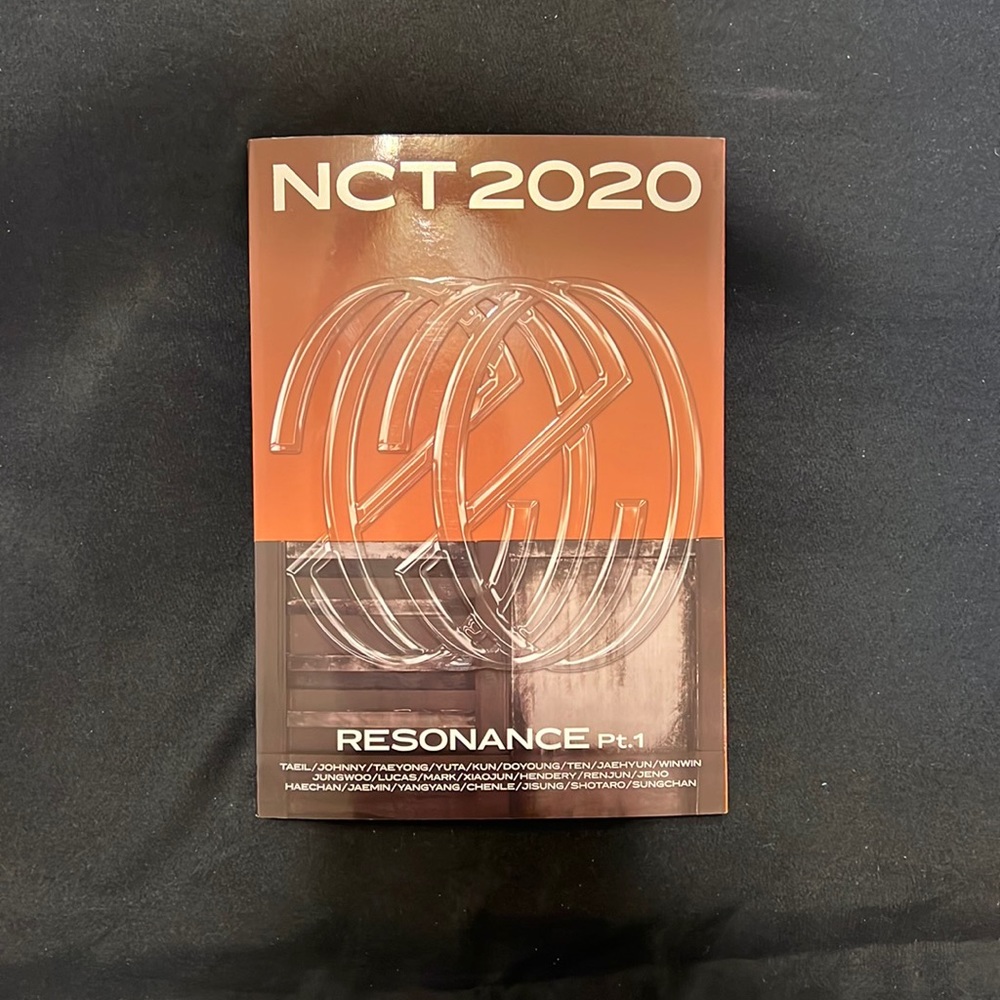 NCT 2020
RESONANCE Pt.1
TAEIL/JOHNNY/TAEYONG/YUTA/KUN/DOYOUNG/TEN/JAEHYUN/WINWIN
JUNGWOO/LUCAS/MARK/XIAOJUN/HENDERY/RENJUN/JENO
HAECHAN/JAEMIN/YANGYANG/CHENLE/JISUNG/SHOTARO/SUNGCHAN